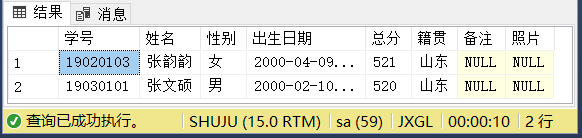 结果 消息
学号 姓名 性别 出生日期 总分 籍贯 备注 照片
1 19020103 张韵韵 女 2000-04-09... 521 山东 NULL NULL
2 19030101 张文硕 男 2000-02-10... 520 山东 NULL NULL
查询已成功执行。 SHUJU (15.0 RTM) sa (59) JXGL 00:00:10 2 行